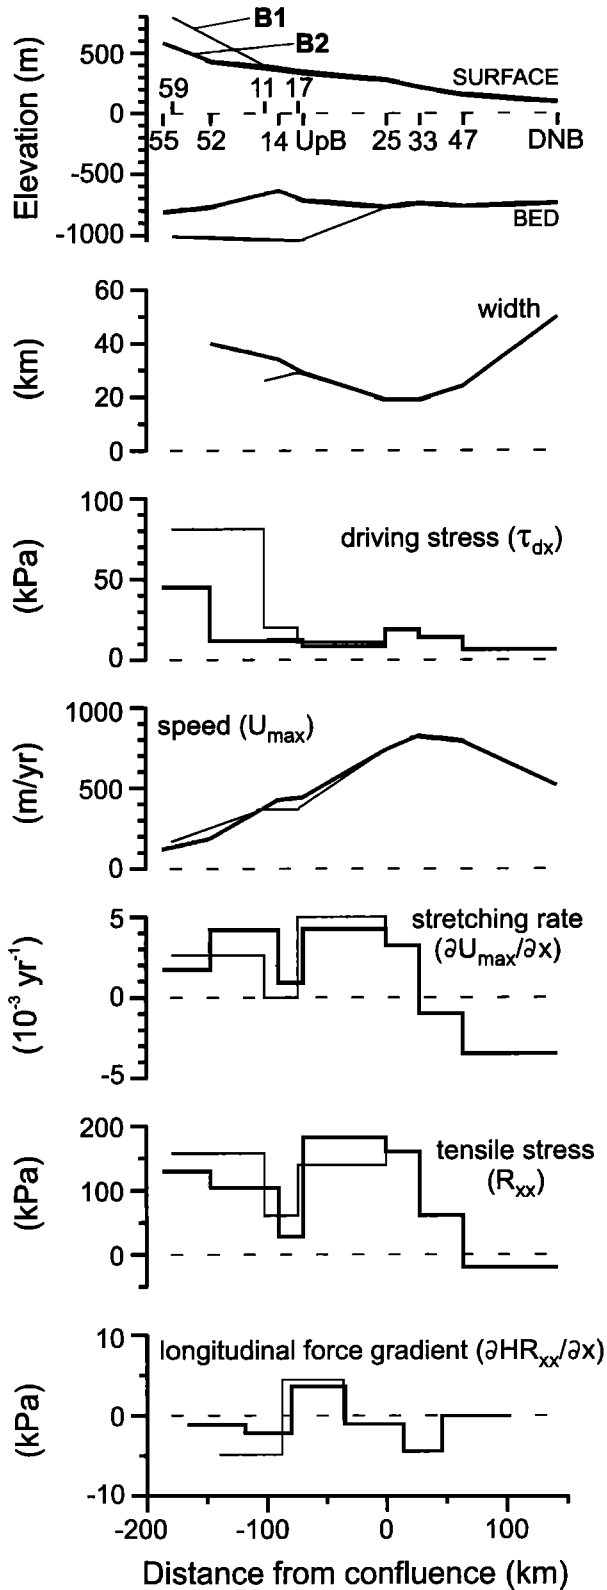 B1
B2
500
SURFACE
59
11
17
0
55
52
14
UpB
25
33
47
DNB
-500
BED
-1000
Elevation (m)
60
width
40
20
0
(km)
100
driving stress (τdx)
50
0
(kPa)
1000
speed (Umax)
500
0
(m/yr)
5
stretching rate
(∂Umax/∂x)
0
-5
(10⁻³ yr⁻¹)
200
tensile stress
(Rxx)
100
0
(kPa)
10
longitudinal force gradient (∂HRxx/∂x)
0
-10
(kPa)
-200
-100
0
100
Distance from confluence (km)